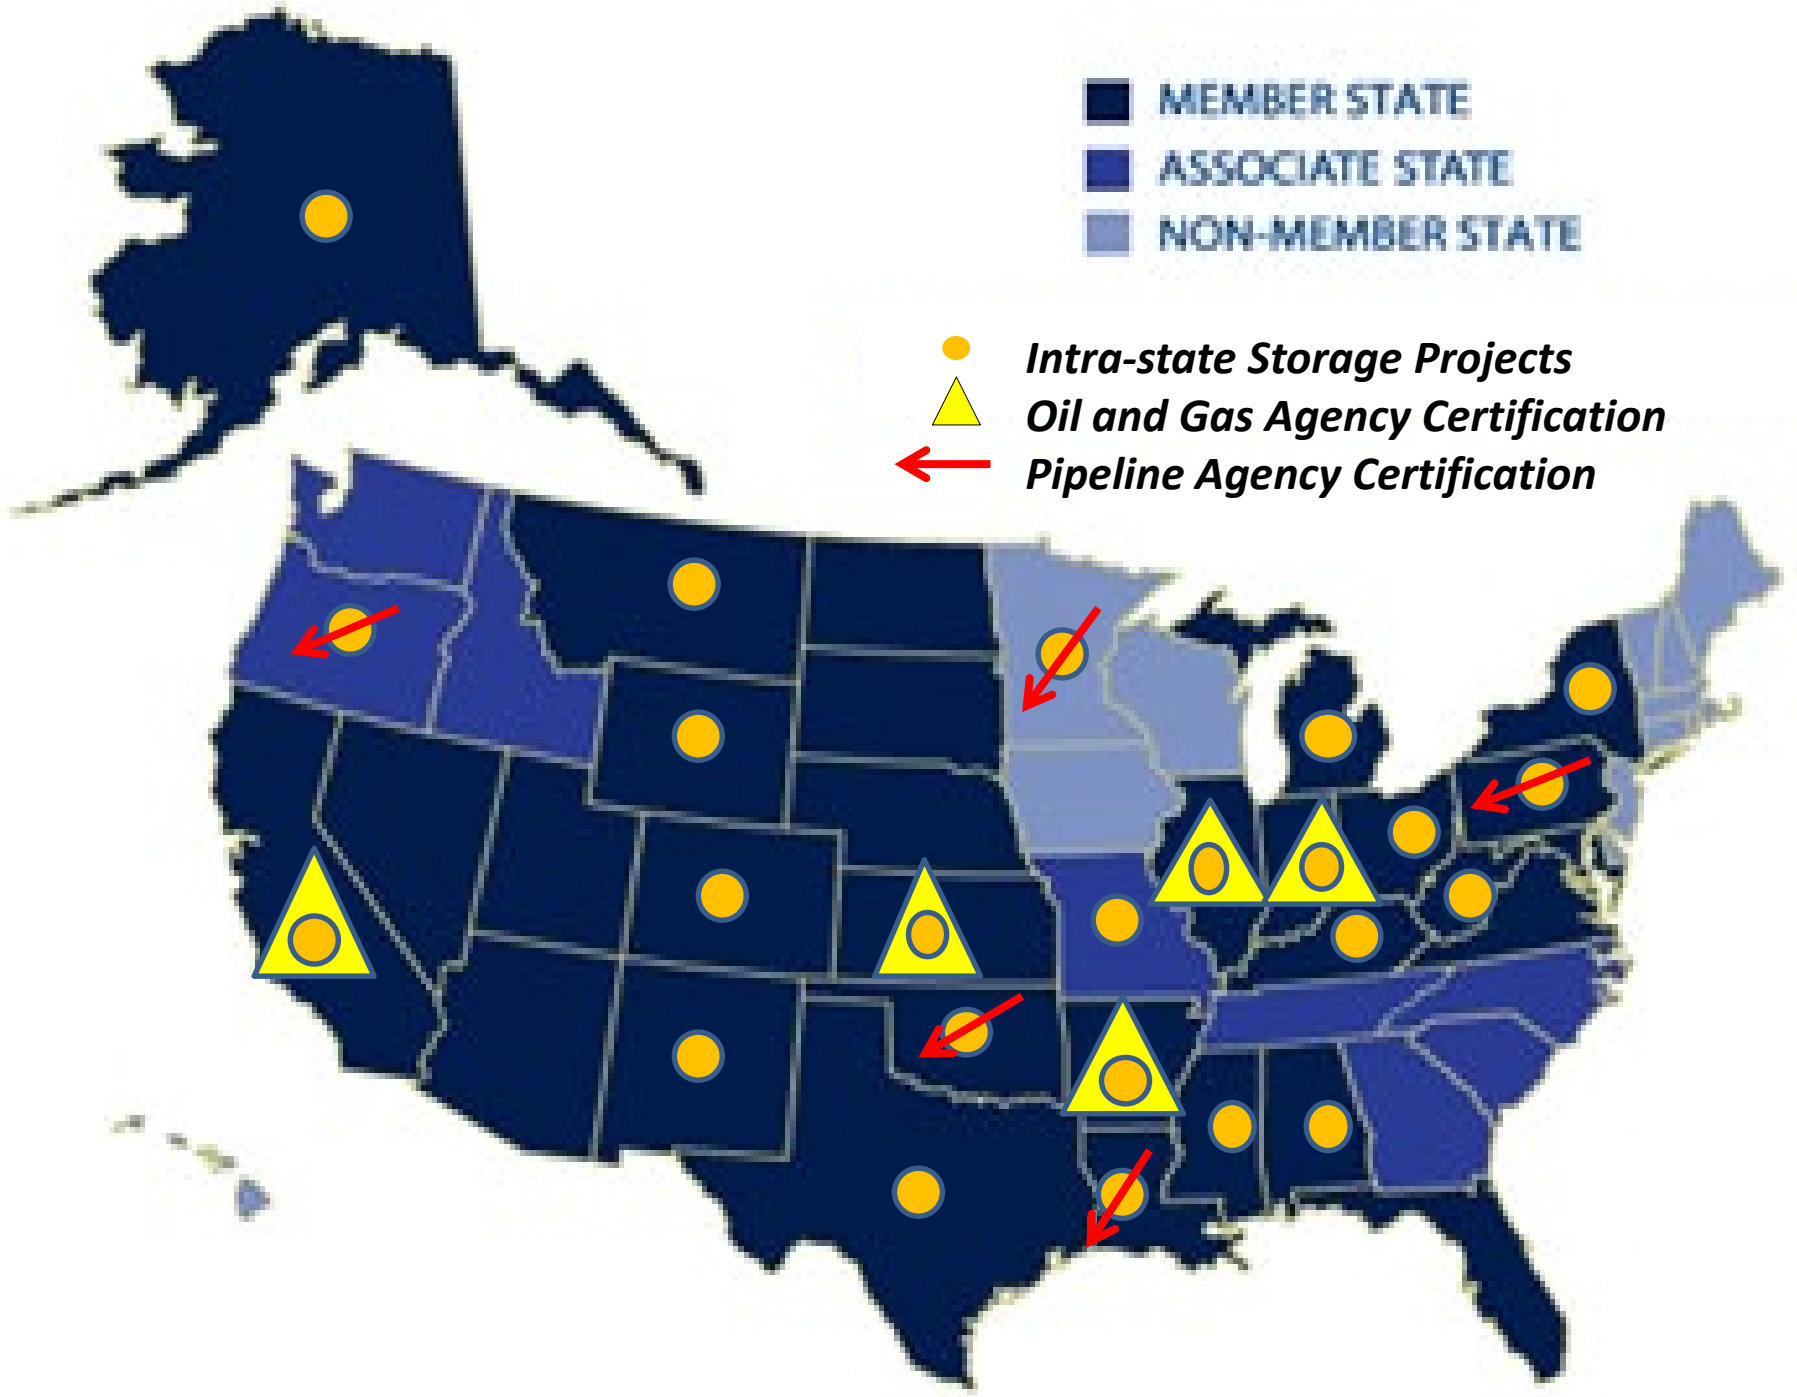 MEMBER STATE
ASSOCIATE STATE
NON-MEMBER STATE
Intra-state Storage Projects
Oil and Gas Agency Certification
Pipeline Agency Certification